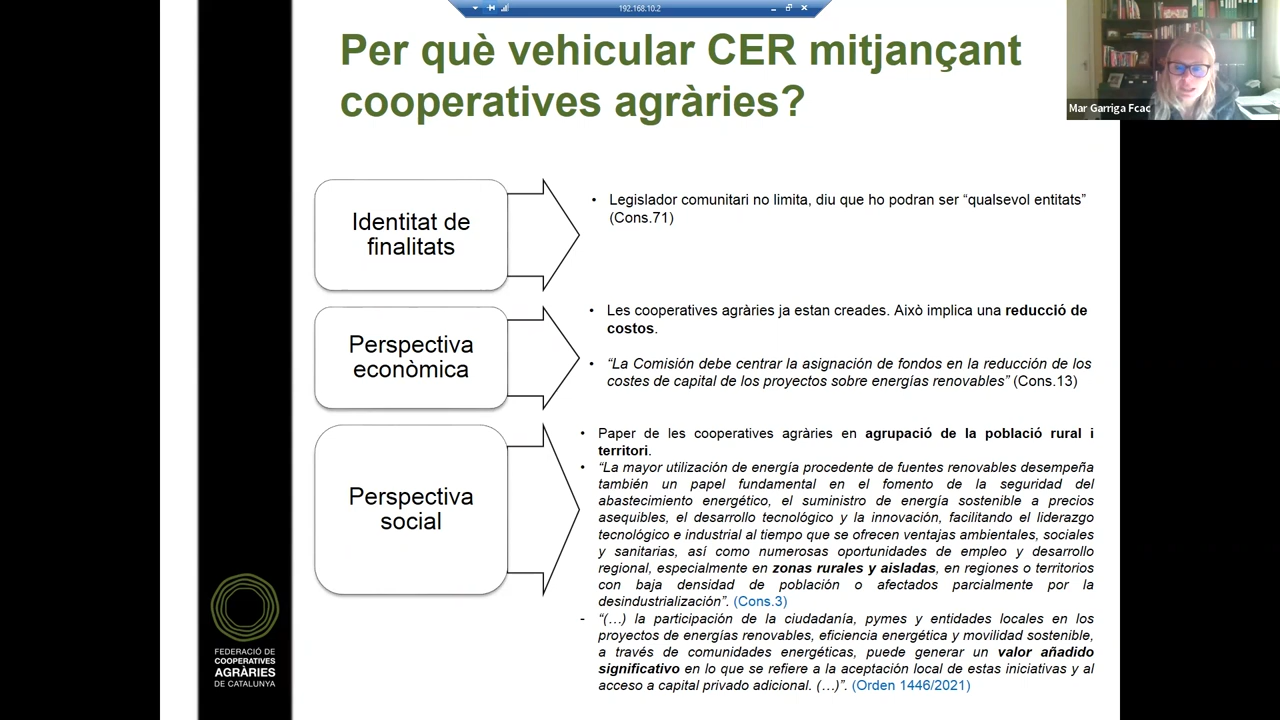 192.168.10.2
Per què vehicular CER mitjançant
cooperatives agràries?
Mar Garriga Fcac
Identitat de
finalitats
• Legislador comunitari no limita, diu que ho podran ser “qualsevol entitats”
(Cons.71)
Perspectiva
econòmica
• Les cooperatives agràries ja estan creades. Això implica una reducció de
costos.
• “La Comisión debe centrar la asignación de fondos en la reducción de los
costes de capital de los proyectos sobre energías renovables” (Cons.13)
Perspectiva
social
• Paper de les cooperatives agràries en agrupació de la població rural i
territori.
• “La mayor utilización de energía procedente de fuentes renovables desempeña
también un papel fundamental en el fomento de la seguridad del
abastecimiento energético, el suministro de energía sostenible a precios
asequibles, el desarrollo tecnológico y la innovación, facilitando el liderazgo
tecnológico e industrial al tiempo que se ofrecen ventajas ambientales, sociales
y sanitarias, así como numerosas oportunidades de empleo y desarrollo
regional, especialmente en zonas rurales y aisladas, en regiones o territorios
con baja densidad de población o afectados parcialmente por la
desindustrialización”. (Cons.3)
- “(…) la participación de la ciudadanía, pymes y entidades locales en los
proyectos de energías renovables, eficiencia energética y movilidad sostenible,
a través de comunidades energéticas, puede generar un valor añadido
significativo en lo que se refiere a la aceptación local de estas iniciativas y al
acceso a capital privado adicional. (…)”. (Orden 1446/2021)
FEDERACIÓ DE
COOPERATIVES
AGRÀRIES
DE CATALUNYA